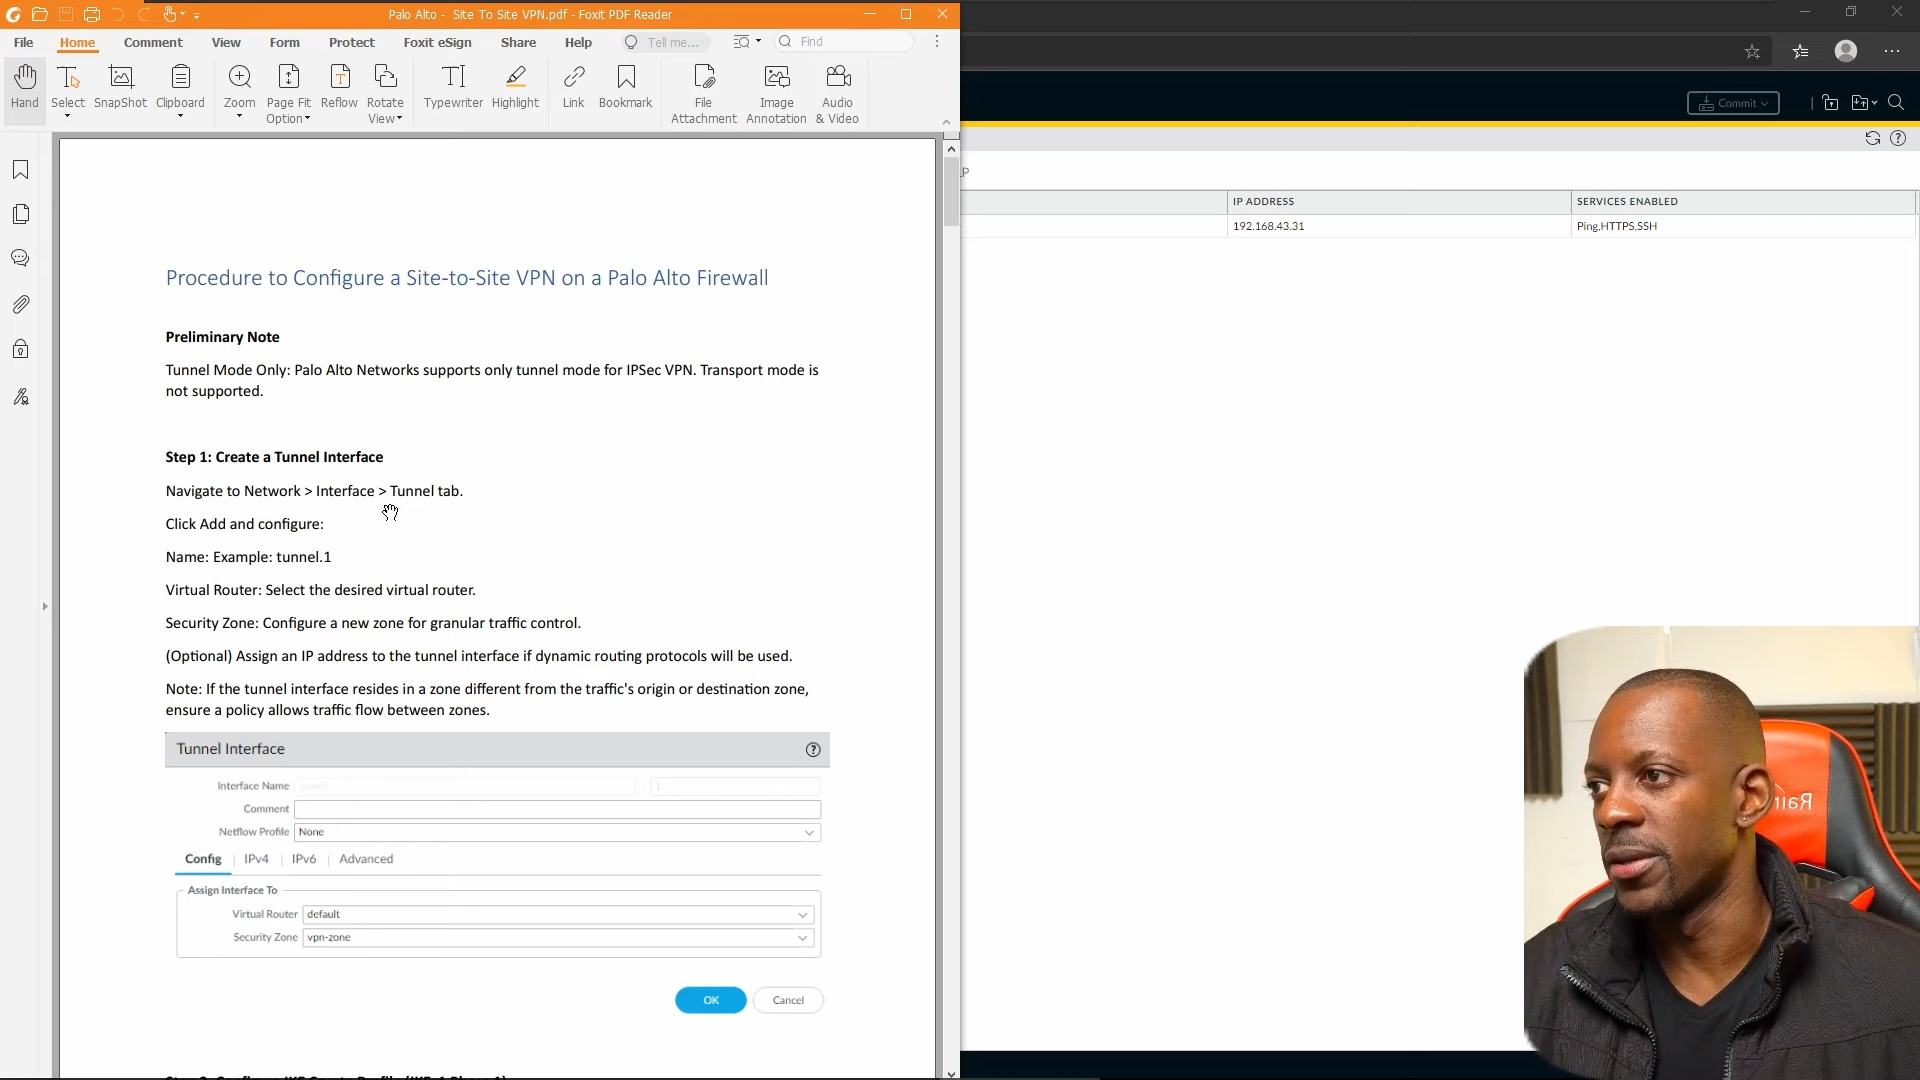 Palo Alto - Site To Site VPN.pdf - Foxit PDF Reader
File Home Comment View Form Protect Foxit eSign Share Help Tell me... Find
Hand Select SnapShot Clipboard Zoom Page Fit Option Reflow Rotate View Typewriter Highlight Link Bookmark File Attachment Image Annotation Audio & Video
Commit
LP
IP ADDRESS SERVICES ENABLED
192.168.43.31 Ping,HTTPS,SSH
Procedure to Configure a Site-to-Site VPN on a Palo Alto Firewall
Preliminary Note
Tunnel Mode Only: Palo Alto Networks supports only tunnel mode for IPSec VPN. Transport mode is
not supported.
Step 1: Create a Tunnel Interface
Navigate to Network > Interface > Tunnel tab.
Click Add and configure:
Name: Example: tunnel.1
Virtual Router: Select the desired virtual router.
Security Zone: Configure a new zone for granular traffic control.
(Optional) Assign an IP address to the tunnel interface if dynamic routing protocols will be used.
Note: If the tunnel interface resides in a zone different from the traffic's origin or destination zone,
ensure a policy allows traffic flow between zones.
Tunnel Interface
Interface Name tunnel 1
Comment
Netflow Profile None
Config IPv4 IPv6 Advanced
Assign Interface To
Virtual Router default
Security Zone vpn-zone
OK Cancel